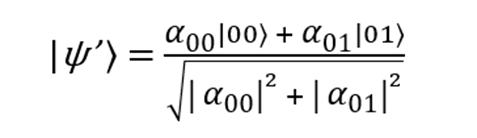 |ψ′⟩ = (α₀₀|00⟩ + α₀₁|01⟩) / √(|α₀₀|² + |α₀₁|²)